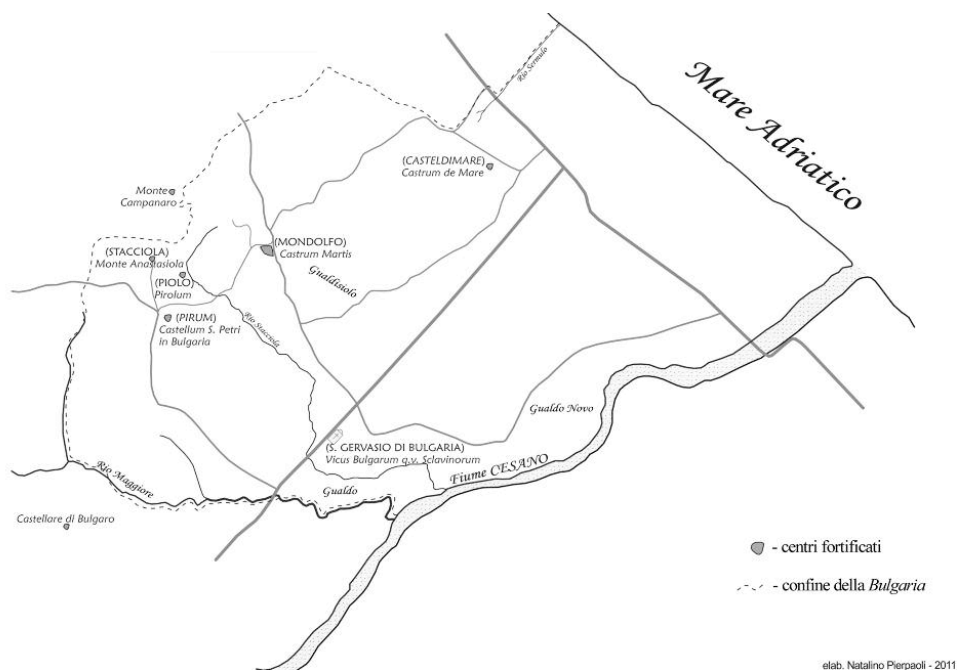 Rio Sermulo
Mare Adriatico
(CASTELDIMARE)
Castrum de Mare
Monte
Campanaro
(MONDOLFO)
Castrum Martis
(STACCIOLA)
Monte Anastasiola
(PIOLO)
Pirolum
Gualdisiolo
(PIRUM)
Castellum S. Petri
in Bulgaria
Rio Stacciola
Gualdo Novo
(S. GERVASIO DI BULGARIA)
Vicus Bulgarum q.v. Sclavinorum
Fiume CESANO
Rio Maggiore
Gualdo
Castellare di Bulgaro
- centri fortificati
- confine della Bulgaria
elab. Natalino Pierpaoli - 2011